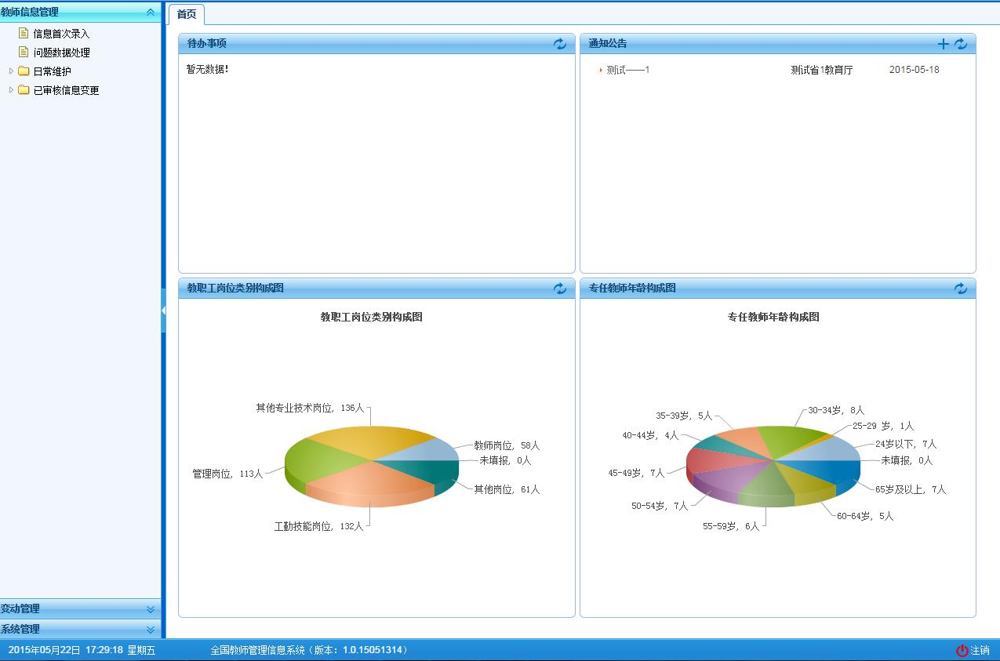 教师信息管理
信息首次录入
问题数据处理
日常维护
已审核信息变更
变动管理
系统管理
首页
待办事项
暂无数据!
通知公告
测试——1 测试省1教育厅 2015-05-18
教职工岗位类别构成图
教职工岗位类别构成图
其他专业技术岗位, 136人
教师岗位, 58人
未填报, 0人
管理岗位, 113人
其他岗位, 61人
工勤技能岗位, 132人
专任教师年龄构成图
专任教师年龄构成图
30-34岁, 8人
35-39岁, 5人
25-29 岁, 1人
40-44岁, 4人
24岁以下, 7人
未填报, 0人
45-49岁, 7人
65岁及以上, 7人
50-54岁, 7人
60-64岁, 5人
55-59岁, 6人
2015年05月22日 17:29:18 星期五
全国教师管理信息系统（版本：1.0.15051314）
注销